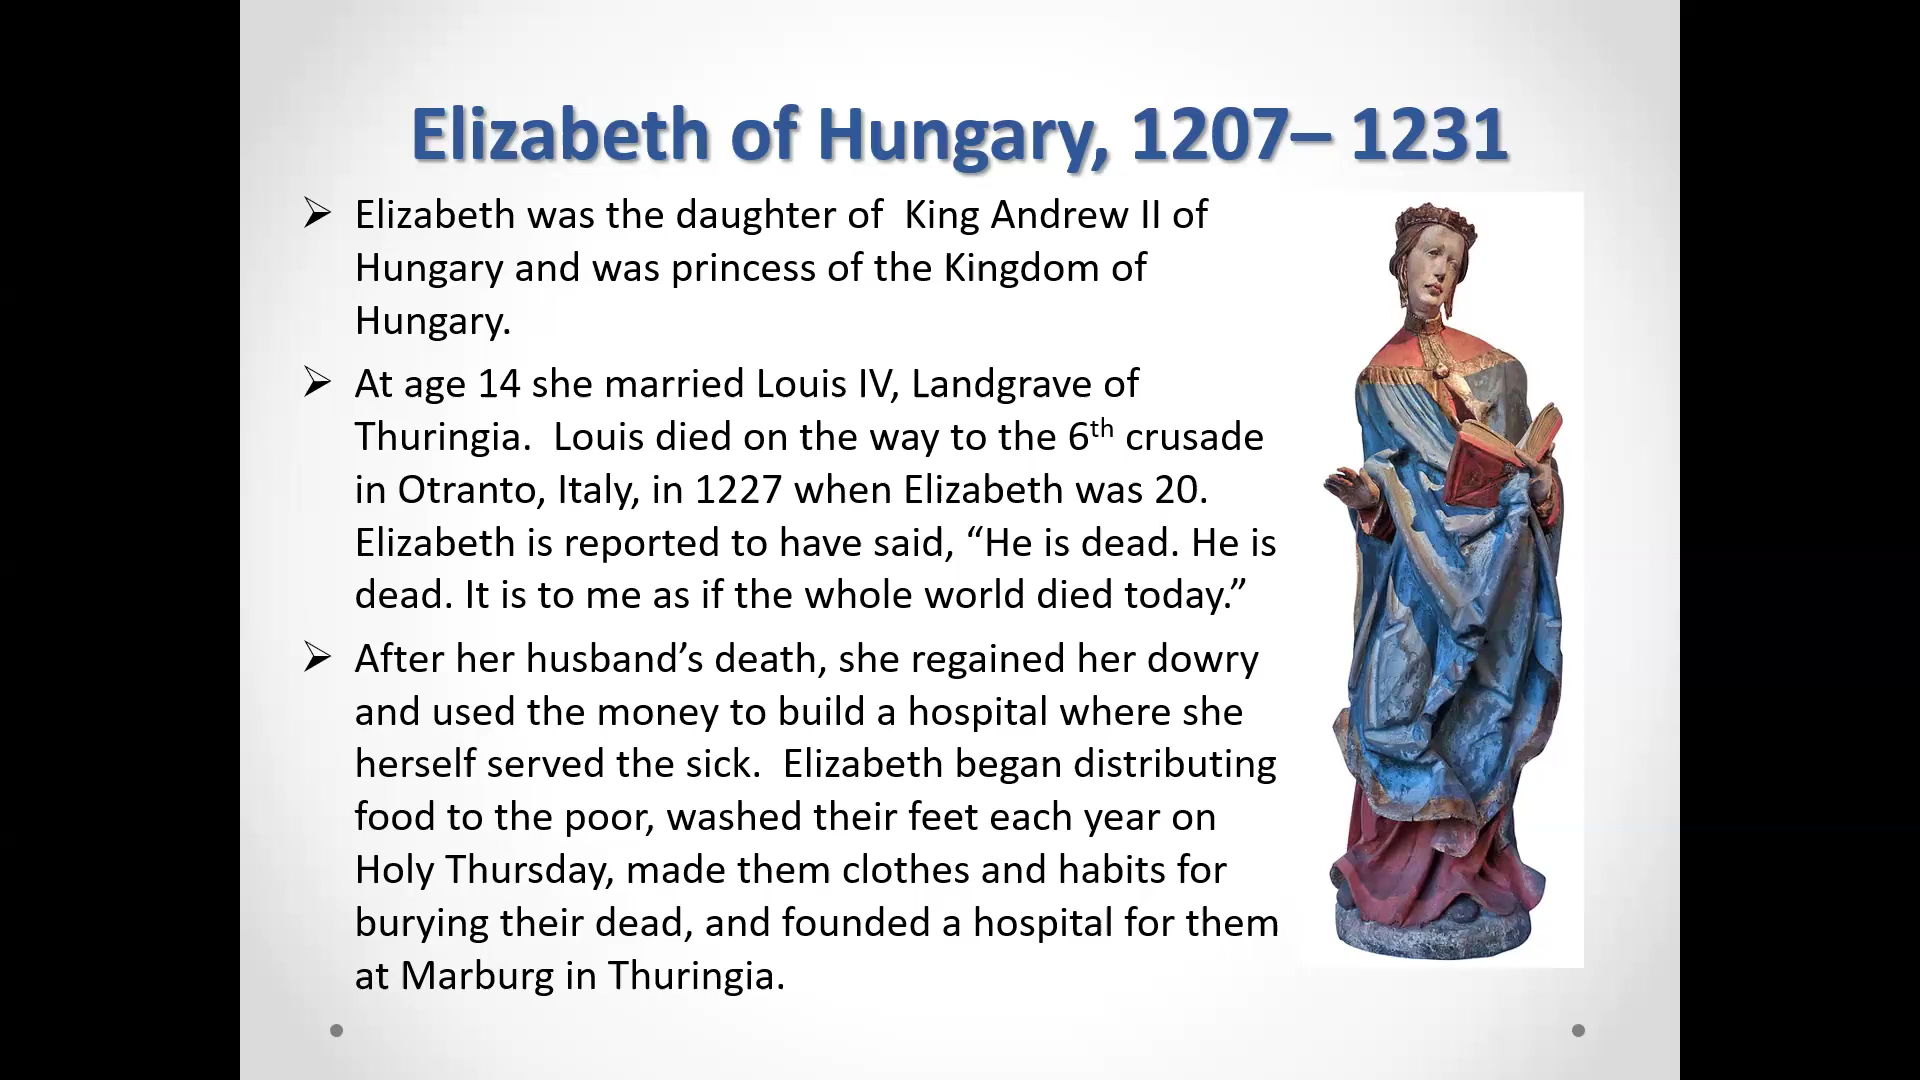 Elizabeth of Hungary, 1207– 1231
➢ Elizabeth was the daughter of  King Andrew II of
Hungary and was princess of the Kingdom of
Hungary.
➢ At age 14 she married Louis IV, Landgrave of
Thuringia.  Louis died on the way to the 6th crusade
in Otranto, Italy, in 1227 when Elizabeth was 20.
Elizabeth is reported to have said, “He is dead. He is
dead. It is to me as if the whole world died today.”
➢ After her husband’s death, she regained her dowry
and used the money to build a hospital where she
herself served the sick.  Elizabeth began distributing
food to the poor, washed their feet each year on
Holy Thursday, made them clothes and habits for
burying their dead, and founded a hospital for them
at Marburg in Thuringia.